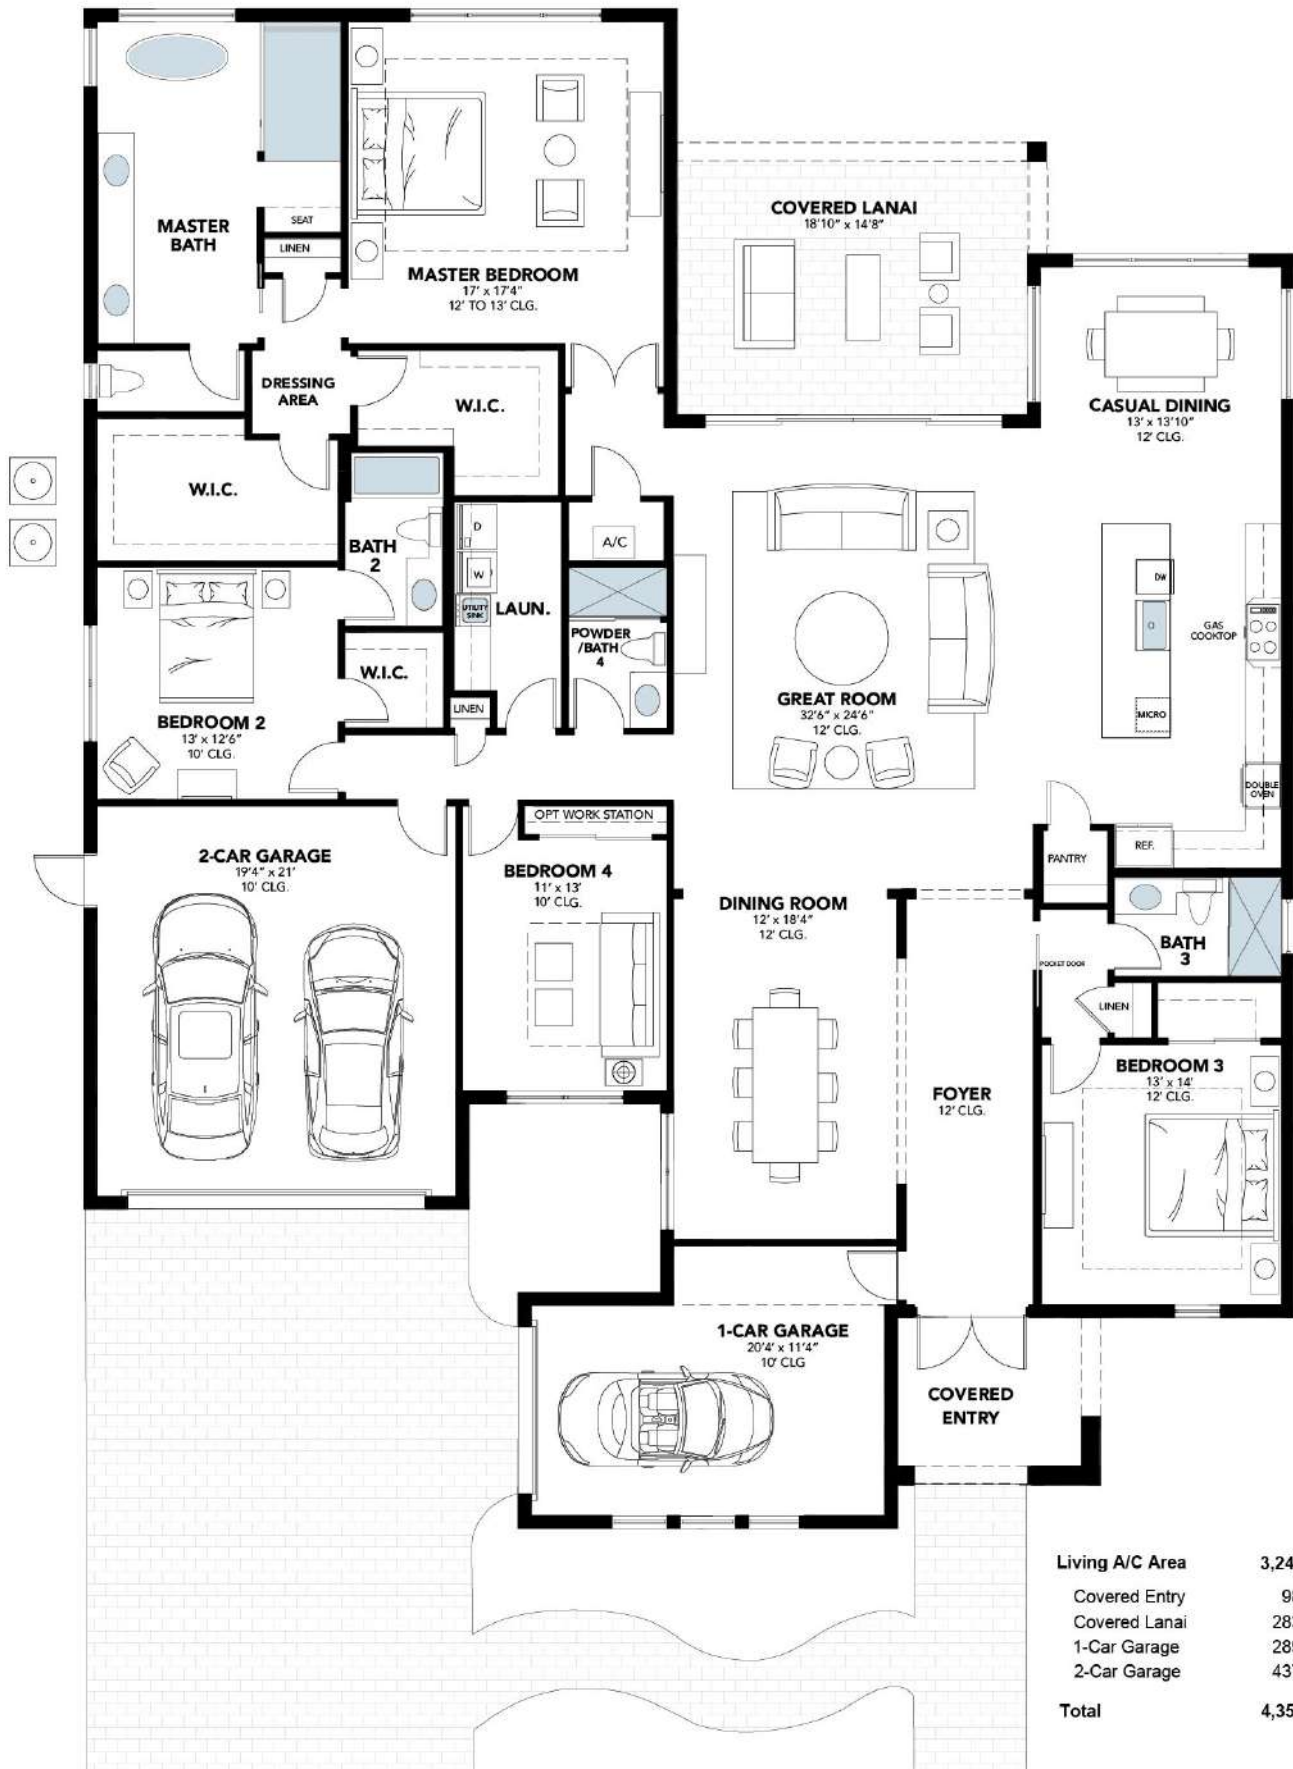 MASTER
BATH
SEAT
LINEN
MASTER BEDROOM
17' x 17'4"
12' TO 13' CLG.
COVERED LANAI
18'10" x 14'8"
DRESSING
AREA
W.I.C.
CASUAL DINING
13' x 13'10"
12' CLG.
W.I.C.
BATH
2
D
W
UTILITY
SINK
LAUN.
A/C
POWDER
/BATH
4
DW
GAS
COOKTOP
MICRO
GREAT ROOM
32'6" x 24'6"
12' CLG.
W.I.C.
LINEN
BEDROOM 2
13' x 12'6"
10' CLG.
DOUBLE
OVEN
REF.
PANTRY
OPT WORK STATION
2-CAR GARAGE
19'4" x 21'
10' CLG.
BEDROOM 4
11' x 13'
10' CLG.
DINING ROOM
12' x 18'4"
12' CLG.
BATH
3
POCKET DOOR
LINEN
BEDROOM 3
13' x 14'
12' CLG.
FOYER
12' CLG.
1-CAR GARAGE
20'4" x 11'4"
10' CLG
COVERED
ENTRY
Living A/C Area 3,24
Covered Entry
Covered Lanai
1-Car Garage
2-Car Garage
Total 4,35